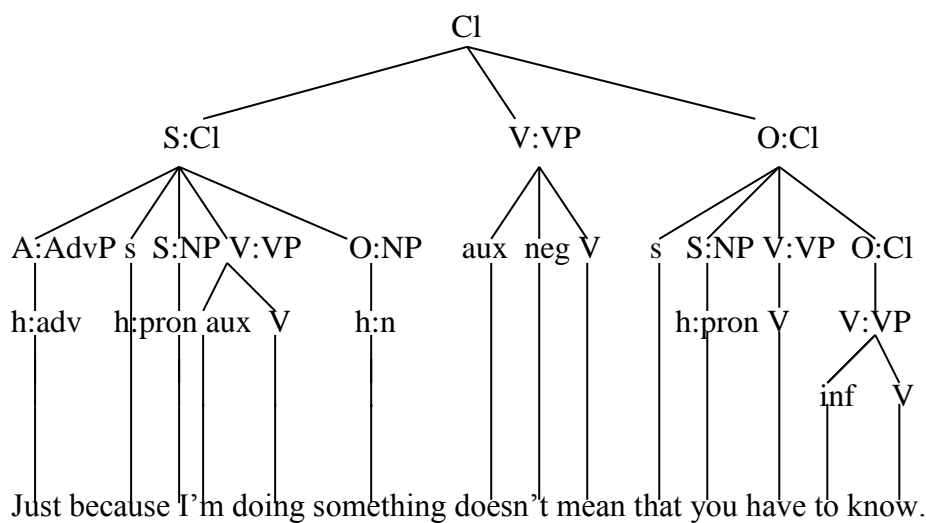 Cl
S:Cl V:VP O:Cl
A:AdvP s S:NP V:VP O:NP aux neg V s S:NP V:VP O:Cl
h:adv h:pron aux V h:n h:pron V V:VP
inf V
Just because I’m doing something doesn’t mean that you have to know.